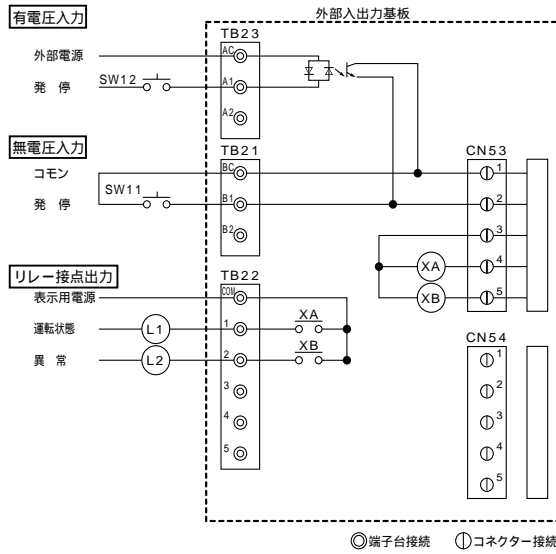 有電圧入力
外部入出力基板
TB23
外部電源
AC
発 停
SW12
A1
A2
無電圧入力
TB21
CN53
コモン
BC
1
発 停
SW11
B1
2
B2
3
XA
4
リレー接点出力
TB22
XB
5
表示用電源
COM
運転状態
L1
1
XA
CN54
異 常
L2
2
XB
1
3
2
4
3
5
4
5
◎端子台接続
コネクター接続